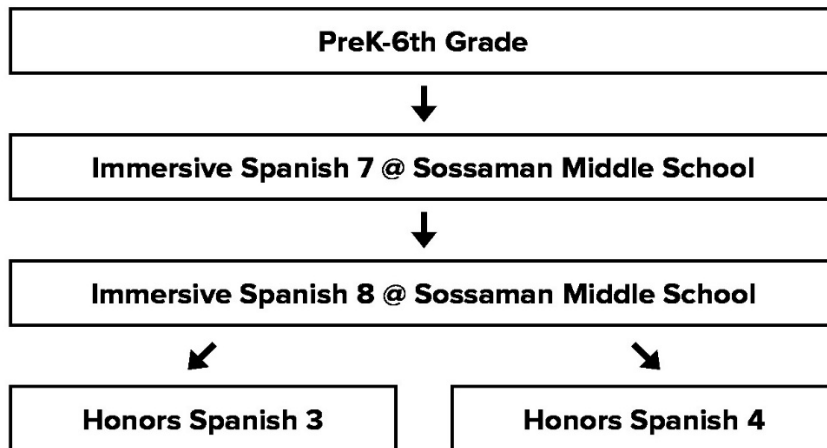 PreK-6th Grade
Immersive Spanish 7 @ Sossaman Middle School
Immersive Spanish 8 @ Sossaman Middle School
Honors Spanish 3
Honors Spanish 4